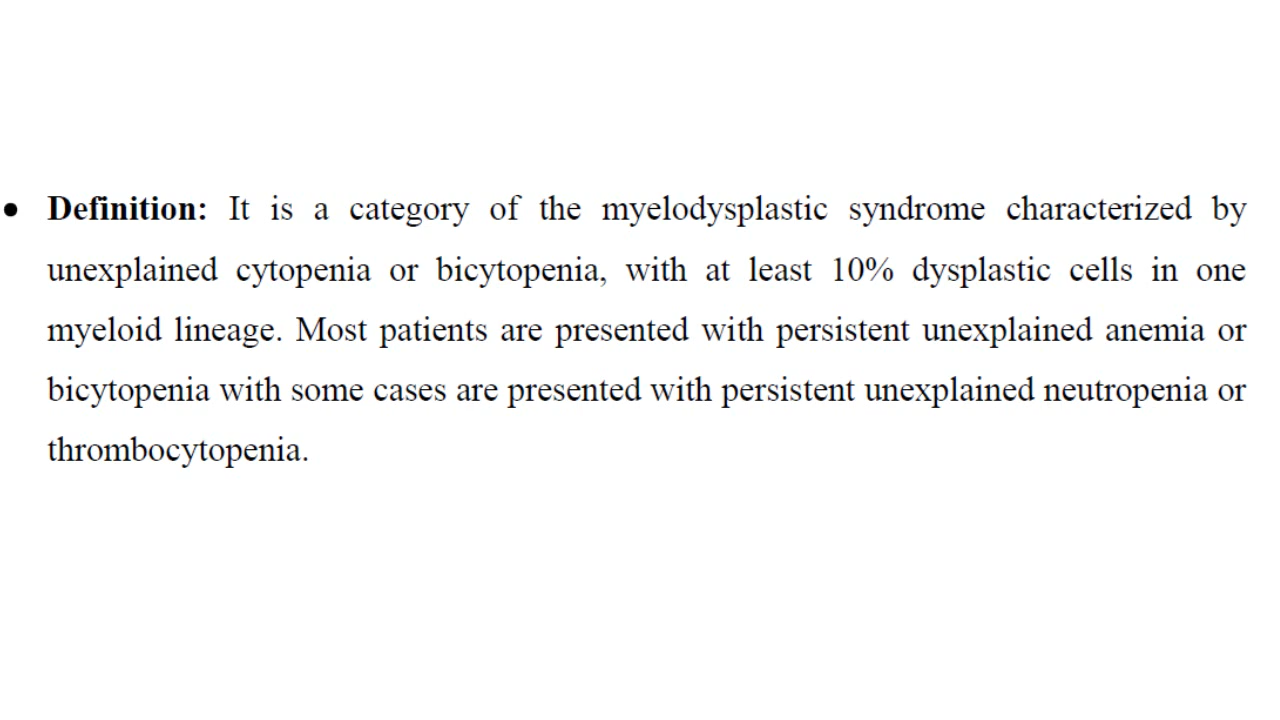 • Definition: It is a category of the myelodysplastic syndrome characterized by
unexplained cytopenia or bicytopenia, with at least 10% dysplastic cells in one
myeloid lineage. Most patients are presented with persistent unexplained anemia or
bicytopenia with some cases are presented with persistent unexplained neutropenia or
thrombocytopenia.